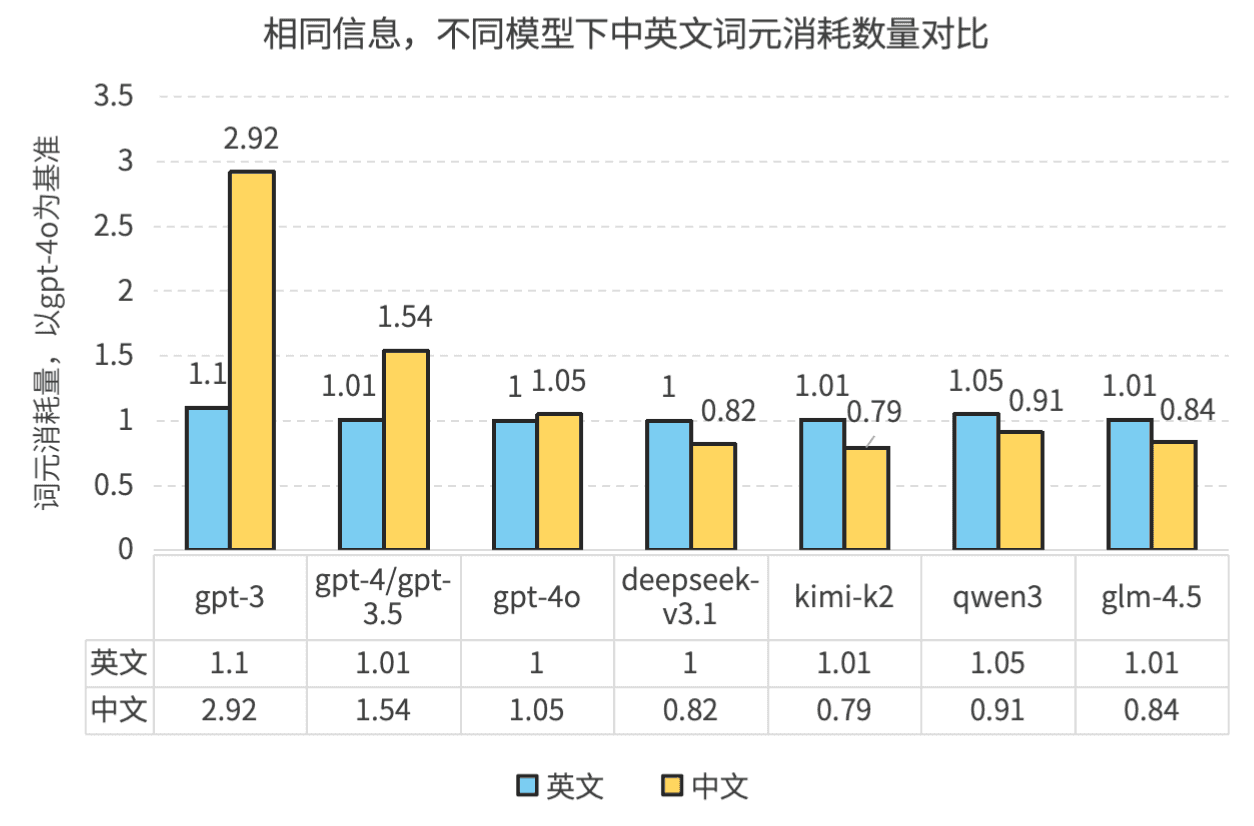 相同信息，不同模型下中英文词元消耗数量对比
词元消耗量，以gpt-4o为基准
3.5
3
2.5
2
1.5
1
0.5
0
1.1
2.92
1.01
1.54
1
1.05
1
0.82
1.01
0.79
1.05
0.91
1.01
0.84
gpt-3
gpt-4/gpt-
3.5
gpt-4o
deepseek-
v3.1
kimi-k2
qwen3
glm-4.5
英文 1.1 1.01 1 1 1.01 1.05 1.01
中文 2.92 1.54 1.05 0.82 0.79 0.91 0.84
英文 中文